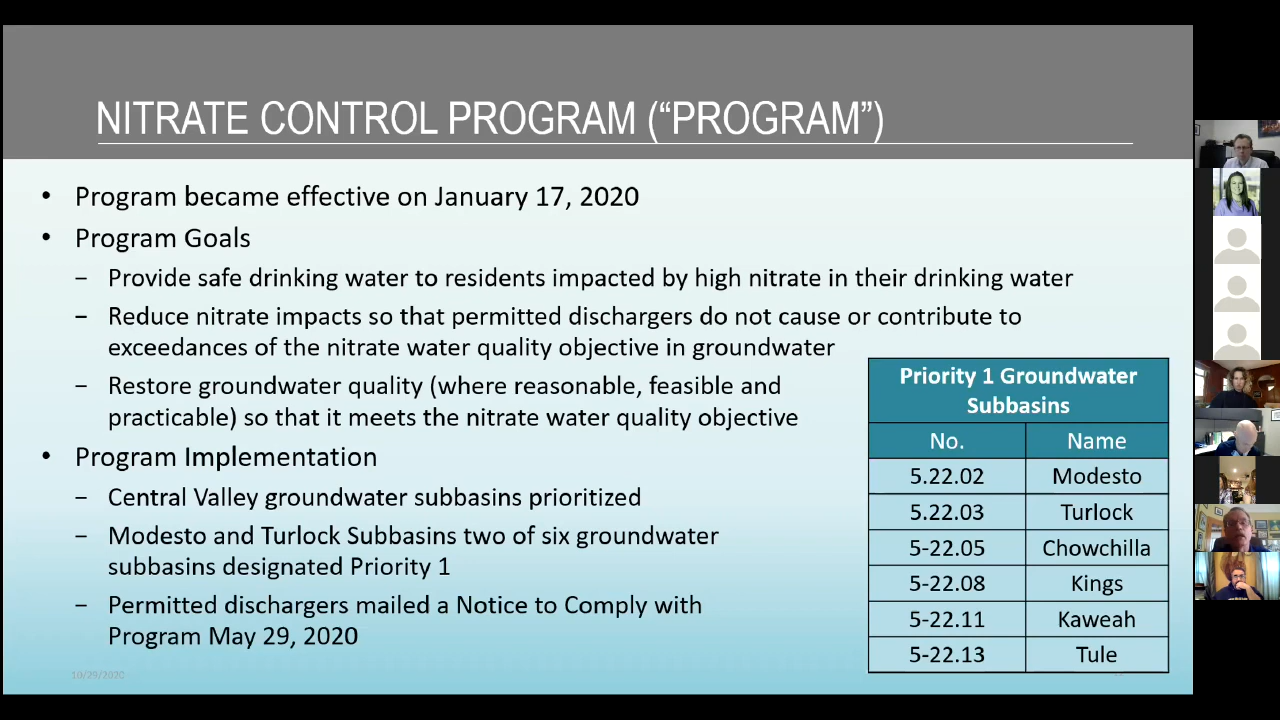 NITRATE CONTROL PROGRAM (“PROGRAM”)
• Program became effective on January 17, 2020
• Program Goals
– Provide safe drinking water to residents impacted by high nitrate in their drinking water
– Reduce nitrate impacts so that permitted dischargers do not cause or contribute to
exceedances of the nitrate water quality objective in groundwater
– Restore groundwater quality (where reasonable, feasible and
practicable) so that it meets the nitrate water quality objective
• Program Implementation
– Central Valley groundwater subbasins prioritized
– Modesto and Turlock Subbasins two of six groundwater
subbasins designated Priority 1
– Permitted dischargers mailed a Notice to Comply with
Program May 29, 2020
Priority 1 Groundwater
Subbasins
No. Name
5.22.02 Modesto
5.22.03 Turlock
5-22.05 Chowchilla
5-22.08 Kings
5-22.11 Kaweah
5-22.13 Tule
10/29/2020